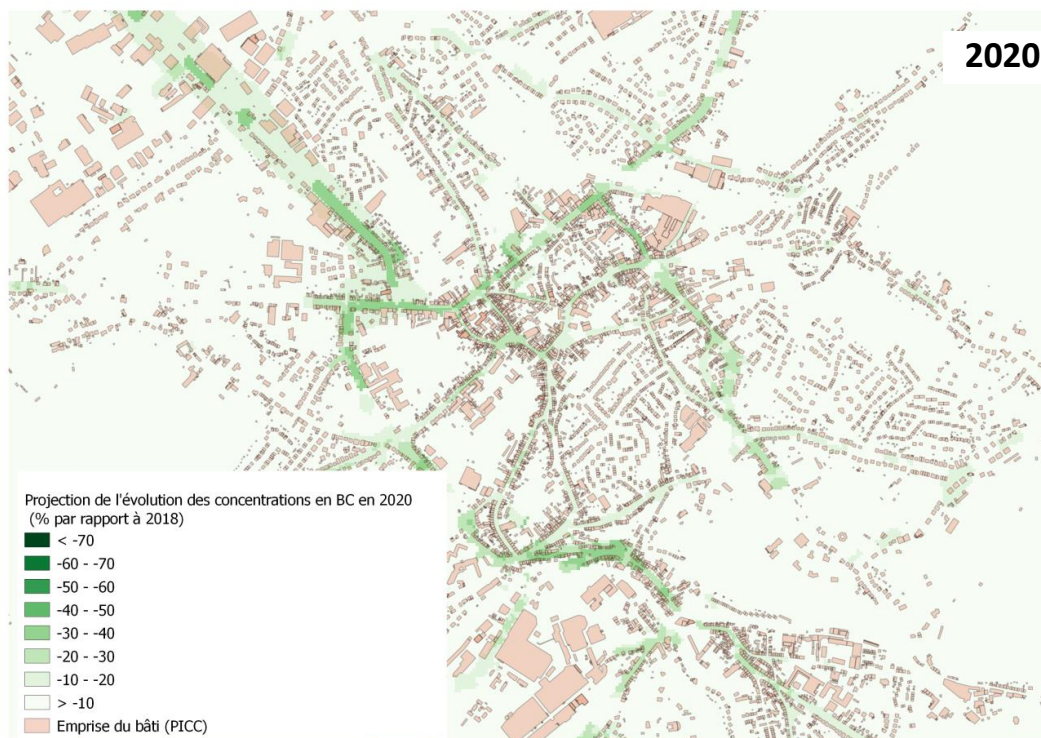 2020
Projection de l'évolution des concentrations en BC en 2020
(% par rapport à 2018)
< -70
-60 - -70
-50 - -60
-40 - -50
-30 - -40
-20 - -30
-10 - -20
> -10
Emprise du bâti (PICC)